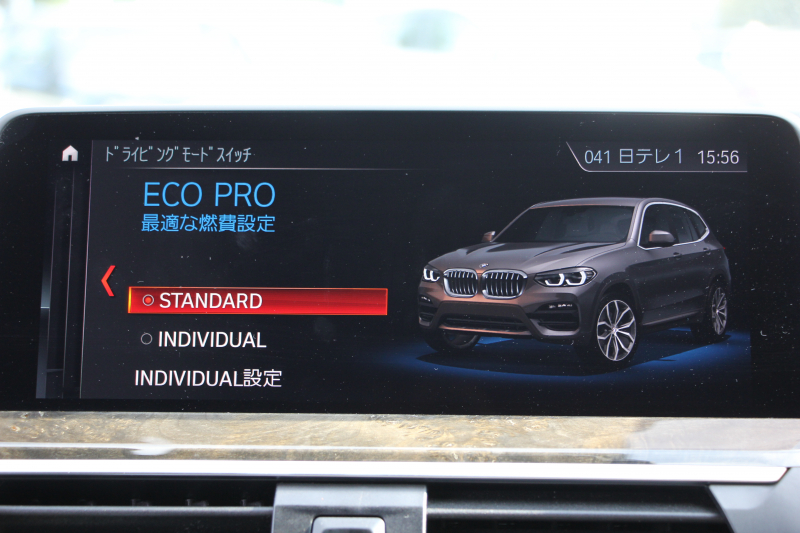 ﾄﾞﾗｲﾋﾞﾝｸﾞﾓｰﾄﾞｽｲｯﾁ
041 日テレ1 15:56
ECO PRO
最適な燃費設定
STANDARD
INDIVIDUAL
INDIVIDUAL設定